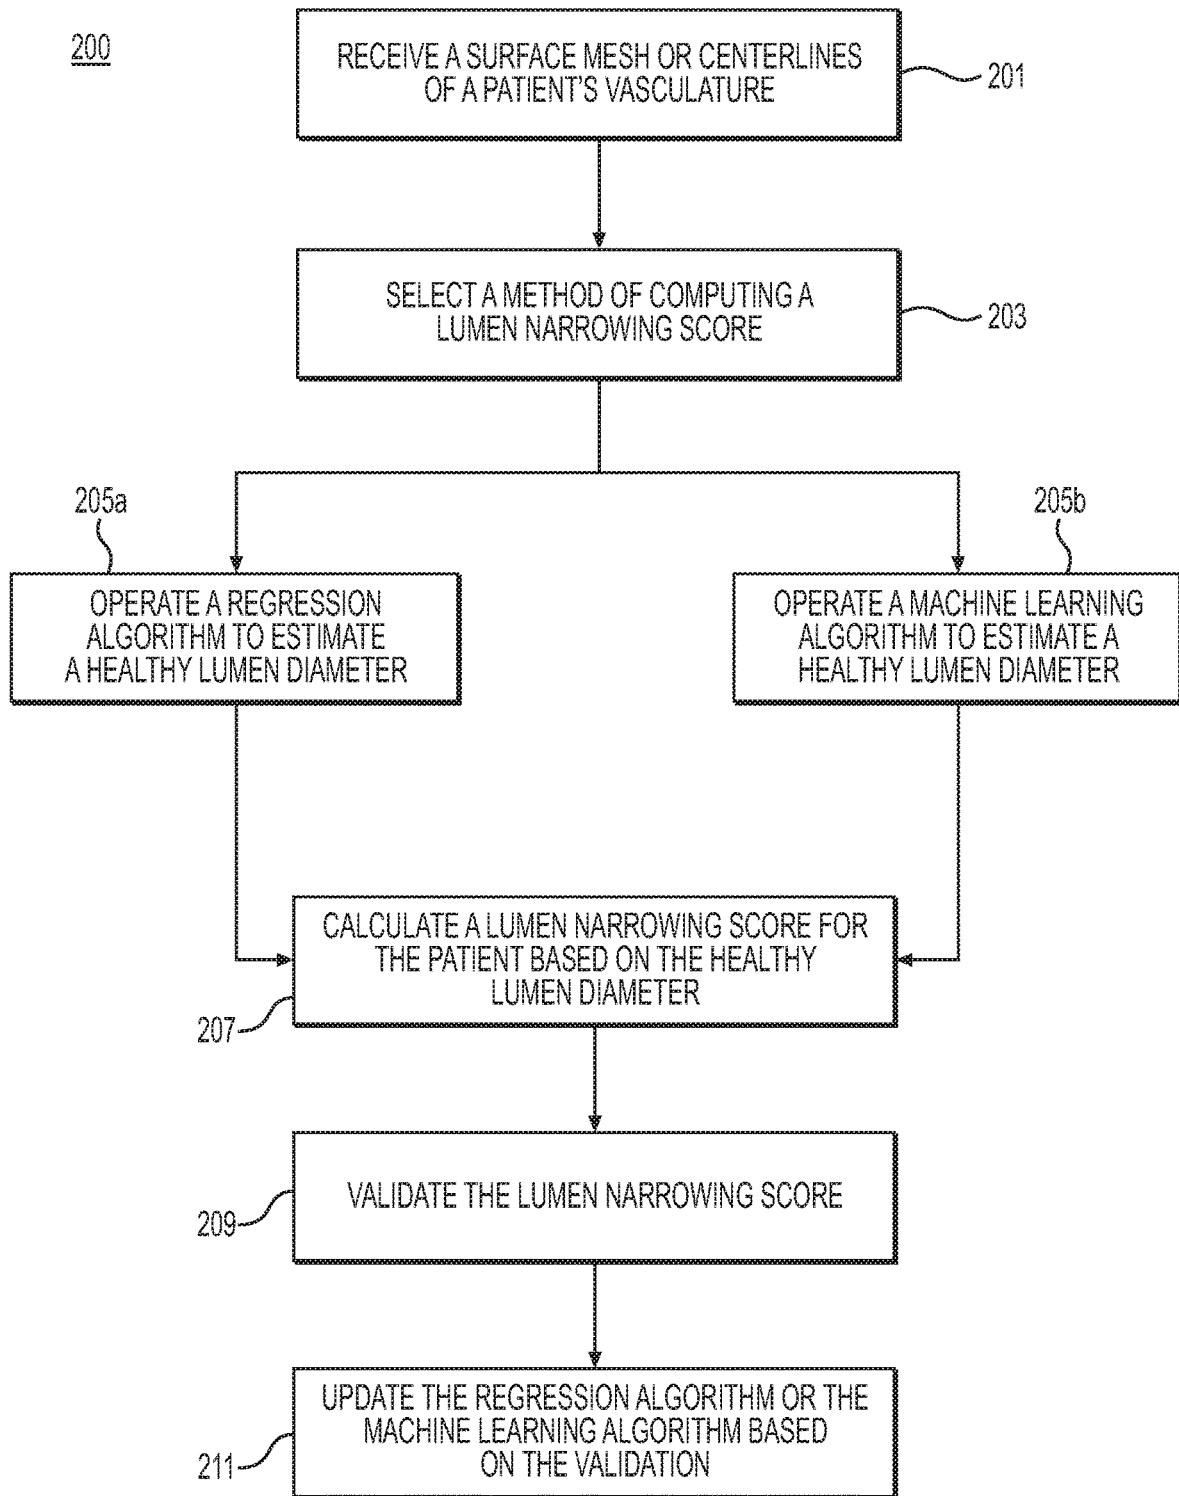 200
RECEIVE A SURFACE MESH OR CENTERLINES
OF A PATIENT'S VASCULATURE
201
SELECT A METHOD OF COMPUTING A
LUMEN NARROWING SCORE
203
205a
OPERATE A REGRESSION
ALGORITHM TO ESTIMATE
A HEALTHY LUMEN DIAMETER
205b
OPERATE A MACHINE LEARNING
ALGORITHM TO ESTIMATE A
HEALTHY LUMEN DIAMETER
CALCULATE A LUMEN NARROWING SCORE FOR
THE PATIENT BASED ON THE HEALTHY
LUMEN DIAMETER
207
VALIDATE THE LUMEN NARROWING SCORE
209
UPDATE THE REGRESSION ALGORITHM OR THE
MACHINE LEARNING ALGORITHM BASED
ON THE VALIDATION
211